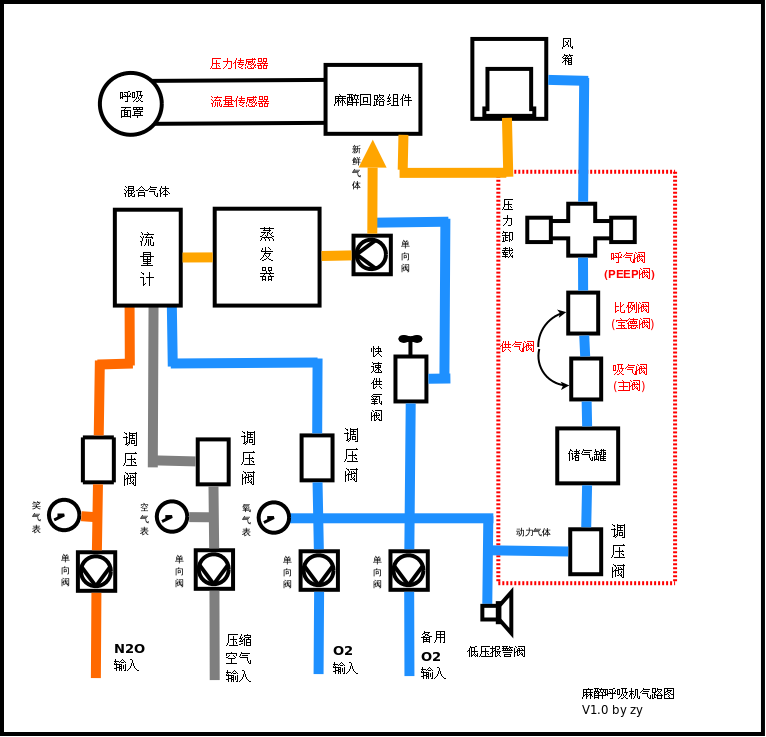 压力传感器
流量传感器
呼吸
面罩
麻醉回路组件
风
箱
新
鲜
气
体
混合气体
流
量
计
蒸
发
器
单
向
阀
压
力
卸
载
呼气阀
(PEEP阀)
比例阀
(宝德阀)
供气阀
吸气阀
(主阀)
快
速
供
氧
阀
调
压
阀
调
压
阀
调
压
阀
储气罐
笑
气
表
空
气
表
氧
气
表
动力气体
调
压
阀
单
向
阀
单
向
阀
单
向
阀
单
向
阀
N2O
输入
压缩
空气
输入
O2
输入
备用
O2
输入
低压报警阀
麻醉呼吸机气路图
V1.0 by zy